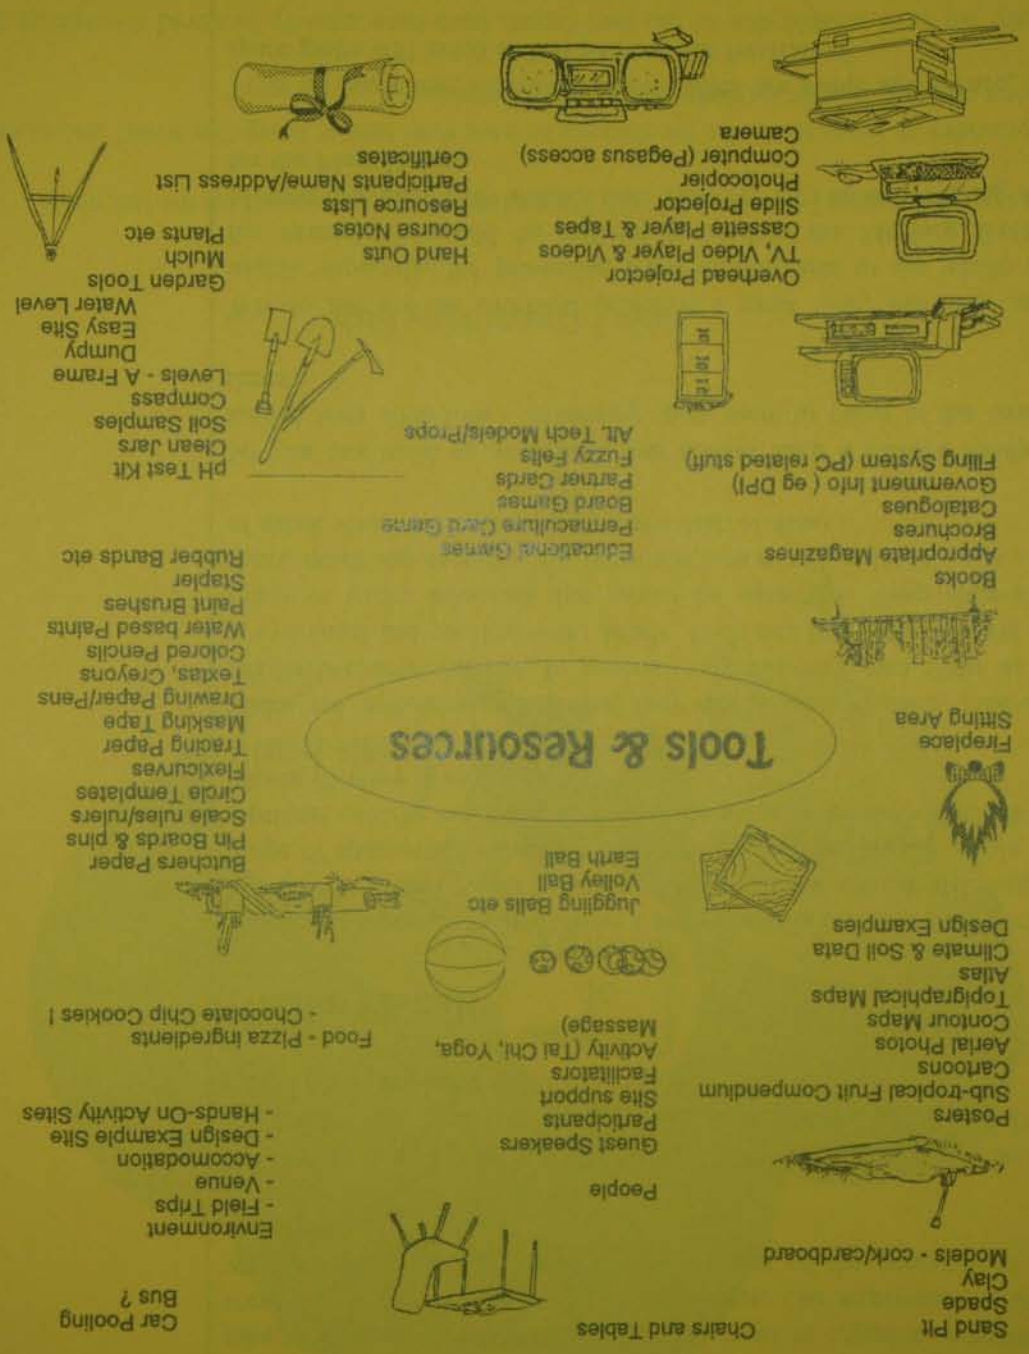 Sand Pit
Spade
Clay
Models - cork/cardboard
Chairs and Tables
Car Pooling
Bus ?
Environment
- Field Trips
- Venue
- Accomodation
- Design Example Site
- Hands-On Activity Sites
People
Guest Speakers
Participants
Site support
Facilitators
Activity (Tai Chi, Yoga,
Massage)
Posters
Sub-tropical Fruit Compendium
Cartoons
Aerial Photos
Contour Maps
Topigraphical Maps
Atlas
Climate & Soil Data
Design Examples
Food - Pizza ingredients
- Chocolate Chip Cookies !
Juggling Balls etc
Volley Ball
Earth Ball
Butchers Paper
Pin Boards & pins
Scale rules/rulers
Circle Templates
Flexicurves
Tracing Paper
Masking Tape
Drawing Paper/Pens
Textas, Creyons
Colored Pencils
Water based Paints
Paint Brushes
Stapler
Rubber Bands etc
Tools & Resources
Fireplace
Sitting Area
Books
Appropriate Magazines
Brochures
Catalogues
Government Info ( eg DPI)
Filing System (PC related stuff)
Educational Games
Permaculture Card Game
Board Games
Partner Cards
Fuzzy Felts
Alt. Tech Models/Props
pH Test Kit
Clean Jars
Soil Samples
Compass
Levels - A Frame
Dumpy
Easy Site
Water Level
Garden Tools
Mulch
Plants etc
Overhead Projector
TV, Video Player & Videos
Cassette Player & Tapes
Slide Projector
Photocopier
Computer (Pegasus access)
Camera
Hand Outs
Course Notes
Resource Lists
Participants Name/Address List
Certificates